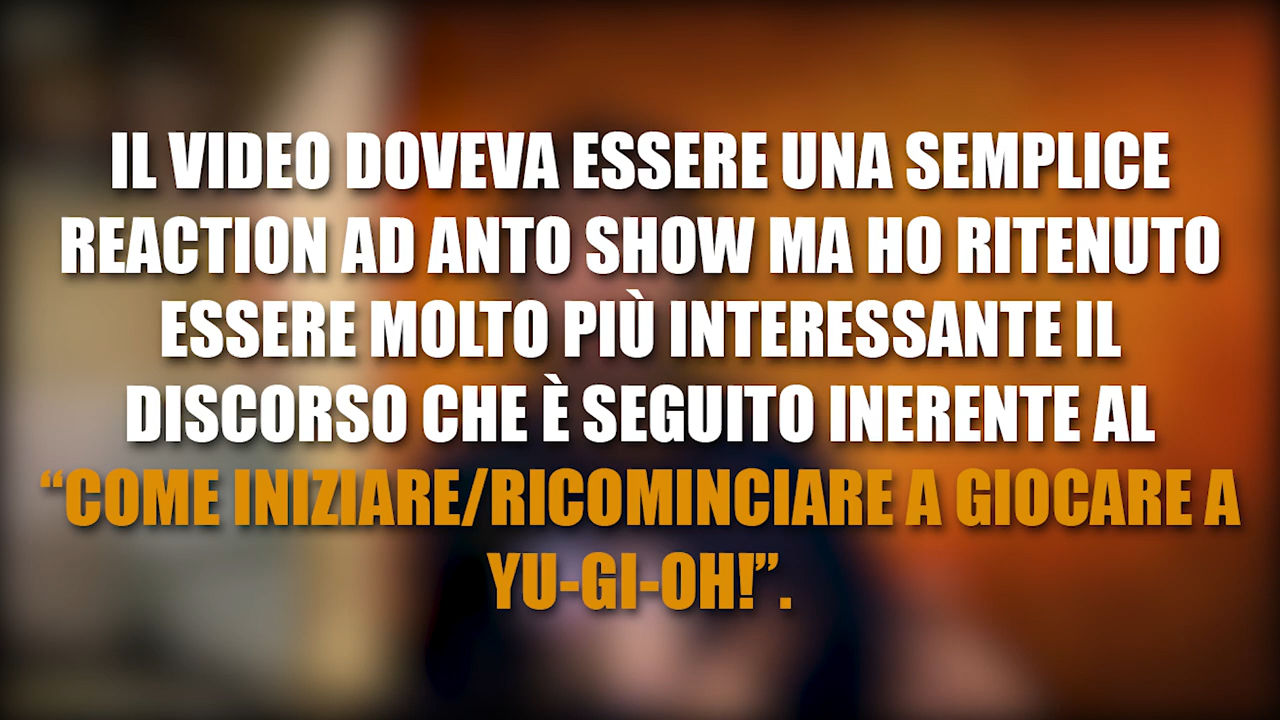 IL VIDEO DOVEVA ESSERE UNA SEMPLICE
REACTION AD ANTO SHOW MA HO RITENUTO
ESSERE MOLTO PIÙ INTERESSANTE IL
DISCORSO CHE È SEGUITO INERENTE AL
“COME INIZIARE/RICOMINCIARE A GIOCARE A
YU-GI-OH!”.